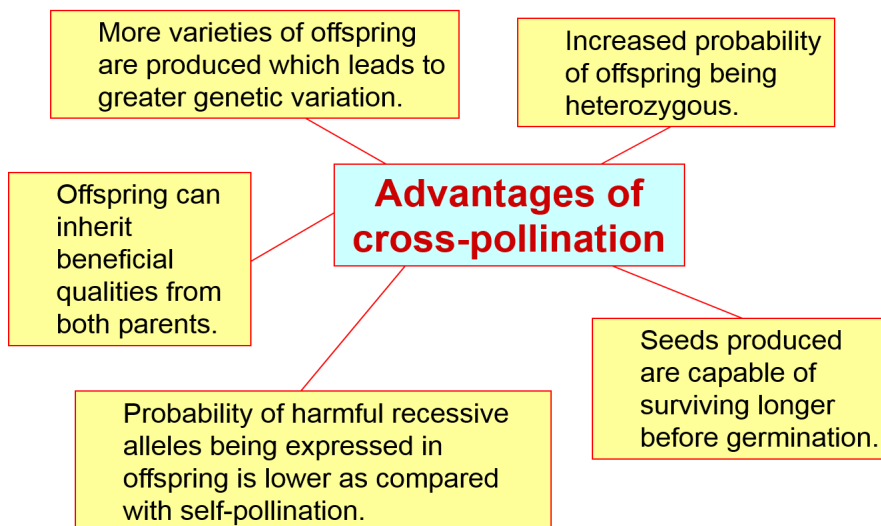 More varieties of offspring
are produced which leads to
greater genetic variation.
Increased probability
of offspring being
heterozygous.
Advantages of
cross-pollination
Offspring can
inherit
beneficial
qualities from
both parents.
Seeds produced
are capable of
surviving longer
before germination.
Probability of harmful recessive
alleles being expressed in
offspring is lower as compared
with self-pollination.